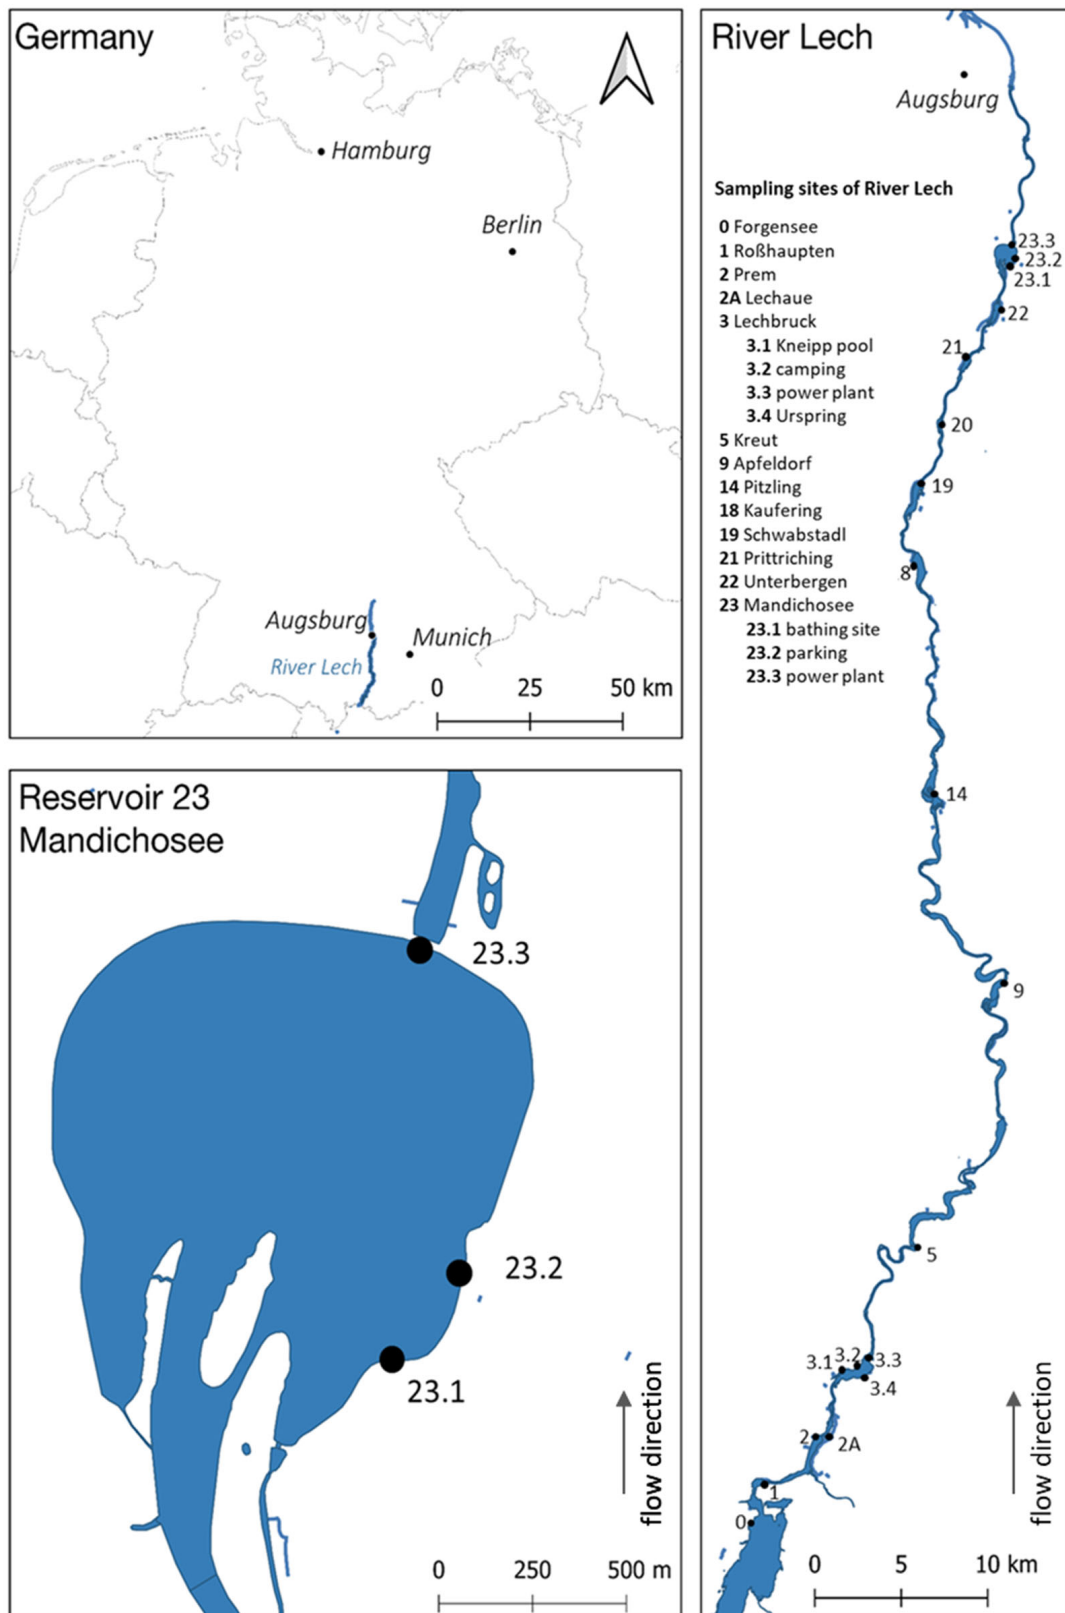 Germany
Hamburg
Berlin
Augsburg
Munich
River Lech
0 25 50 km
Reservoir 23
Mandichosee
23.3
23.2
23.1
flow direction
0 250 500 m
River Lech
Augsburg
Sampling sites of River Lech
0 Forgensee
1 Roßhaupten
2 Prem
2A Lechaue
3 Lechbruck
3.1 Kneipp pool
3.2 camping
3.3 power plant
3.4 Urspring
5 Kreut
9 Apfeldorf
14 Pitzling
18 Kaufering
19 Schwabstadl
21 Prittriching
22 Unterbergen
23 Mandichosee
23.1 bathing site
23.2 parking
23.3 power plant
23.3
23.2
23.1
22
21
20
19
8
14
9
5
3.1
3.2
3.3
3.4
2
2A
1
0
flow direction
0 5 10 km